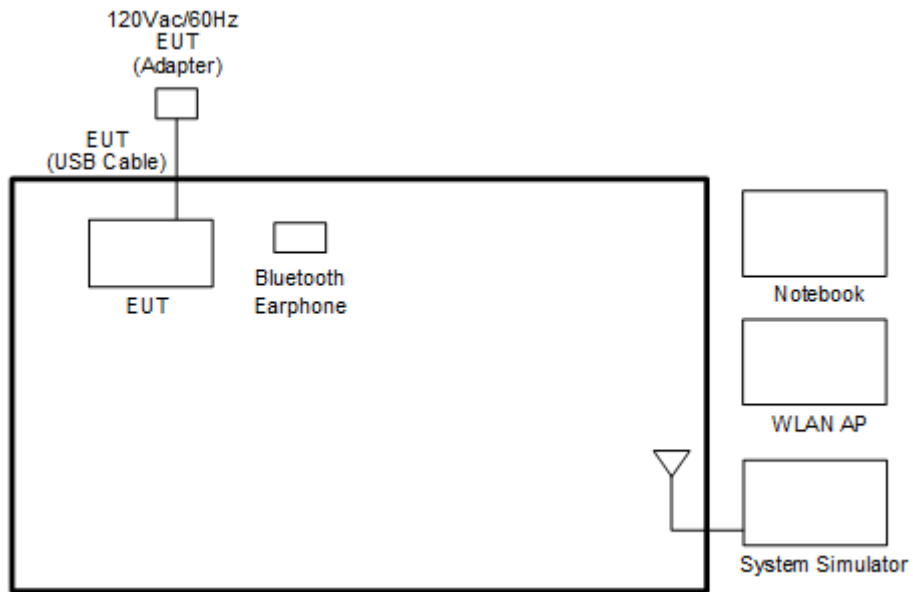 120Vac/60Hz
EUT
(Adapter)
EUT
(USB Cable)
EUT
Bluetooth
Earphone
Notebook
WLAN AP
System Simulator